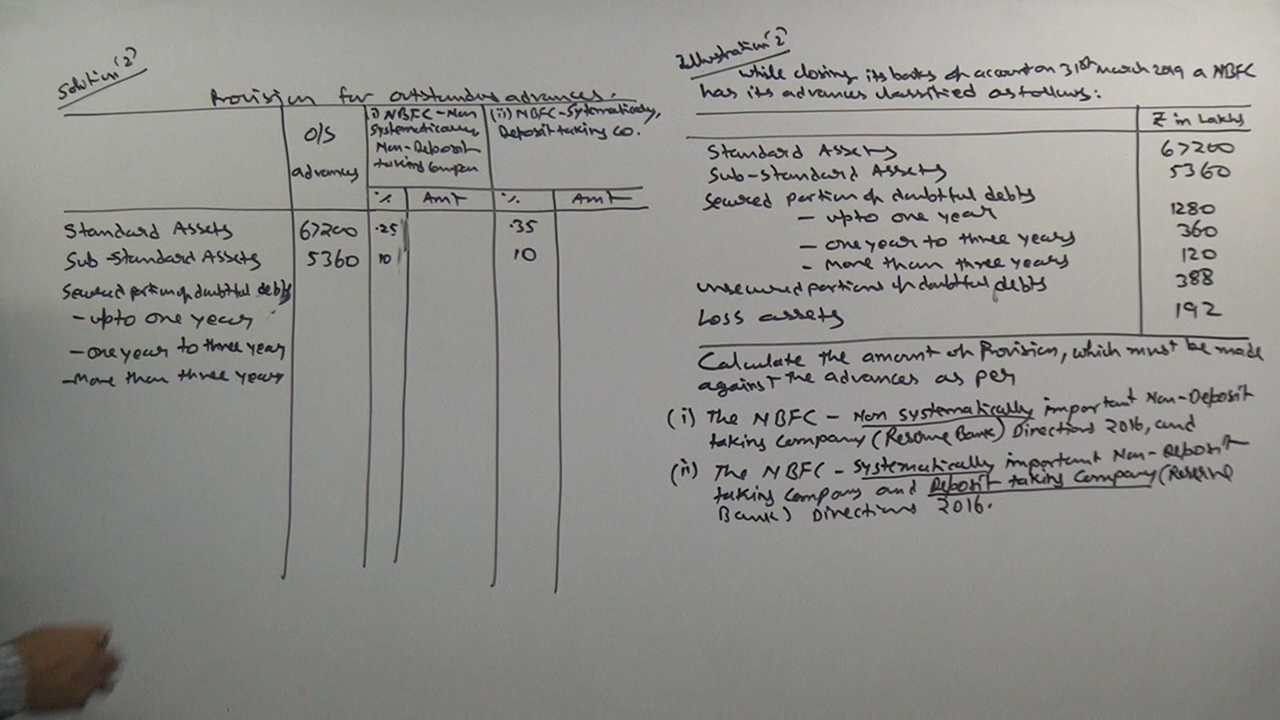 Solution (2)
Provision for outstanding advances.
O/S advances
(i) NBFC - Non Systematically Non-Deposit taking Company
(ii) NBFC - Systematically, Deposit taking Co.
% Amt % Amt
Standard Assets 67200 .25 .35
Sub-Standard Assets 5360 10 10
Secured portion of doubtful debts
- upto one year
- one year to three year
- More than three years
Illustration (2)
While closing its books of account on 31st March 2019 a NBFC
has its advances classified as follows:
₹ in Lakhs
Standard Assets 67200
Sub-standard Assets 5360
Secured portion of doubtful debts
- upto one year 1280
- one year to three years 360
- More than three years 120
unsecured portions of doubtful debts 388
Loss assets 192
Calculate the amount of Provision, which must be made
against the advances as per
(i) The NBFC - Non systematically important Non-Deposit
taking Company (Reserve Bank) Directions 2016, and
(ii) The NBFC - Systematically important Non-Deposit
taking Company and Deposit taking Company (Reserve
Bank) Directions 2016.